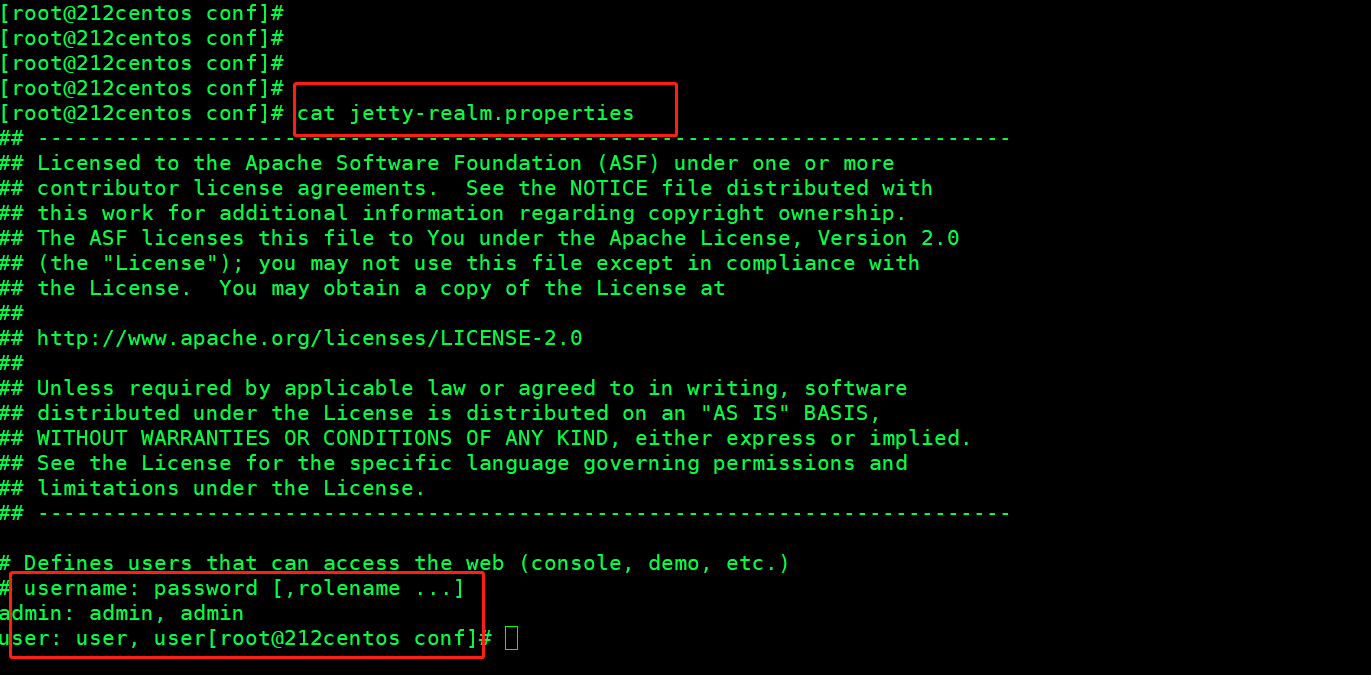 [root@212centos conf]#
[root@212centos conf]#
[root@212centos conf]#
[root@212centos conf]#
[root@212centos conf]# cat jetty-realm.properties
## ---------------------------------------------------------------------------
## Licensed to the Apache Software Foundation (ASF) under one or more
## contributor license agreements.  See the NOTICE file distributed with
## this work for additional information regarding copyright ownership.
## The ASF licenses this file to You under the Apache License, Version 2.0
## (the "License"); you may not use this file except in compliance with
## the License.  You may obtain a copy of the License at
##
## http://www.apache.org/licenses/LICENSE-2.0
##
## Unless required by applicable law or agreed to in writing, software
## distributed under the License is distributed on an "AS IS" BASIS,
## WITHOUT WARRANTIES OR CONDITIONS OF ANY KIND, either express or implied.
## See the License for the specific language governing permissions and
## limitations under the License.
## ---------------------------------------------------------------------------
# Defines users that can access the web (console, demo, etc.)
# username: password [,rolename ...]
admin: admin, admin
user: user, user[root@212centos conf]#